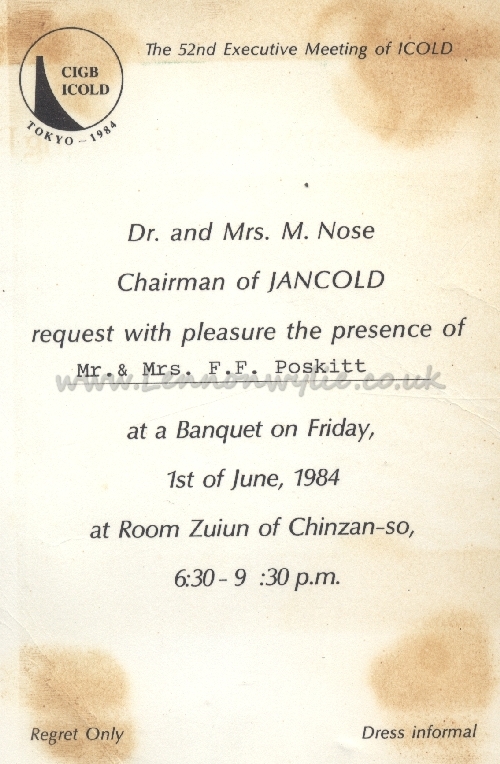 The 52nd Executive Meeting of ICOLD
CIGB
ICOLD
TOKYO - 1984
Dr. and Mrs. M. Nose
Chairman of JANCOLD
request with pleasure the presence of
Mr.& Mrs. F.F. Poskitt
www.Lennonwylie.co.uk
at a Banquet on Friday,
1st of June, 1984
at Room Zuiun of Chinzan-so,
6:30 - 9 :30 p.m.
Regret Only
Dress informal